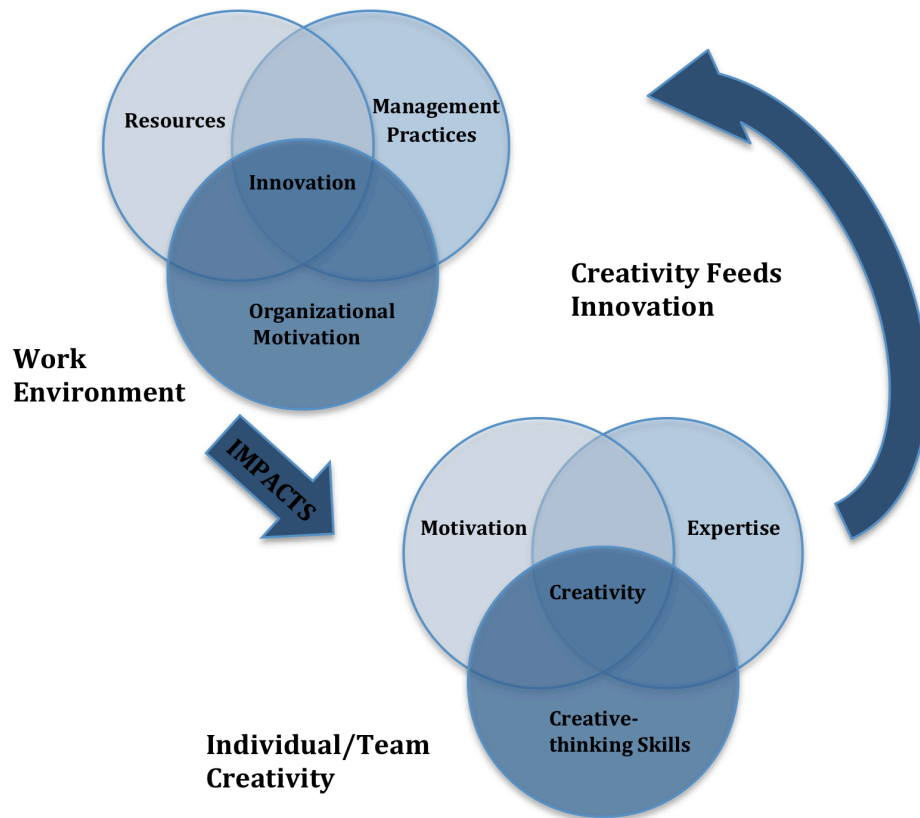 Resources
Management
Practices
Innovation
Organizational
Motivation
Work
Environment
IMPACTS
Creativity Feeds
Innovation
Motivation
Expertise
Creativity
Creative-
thinking Skills
Individual/Team
Creativity